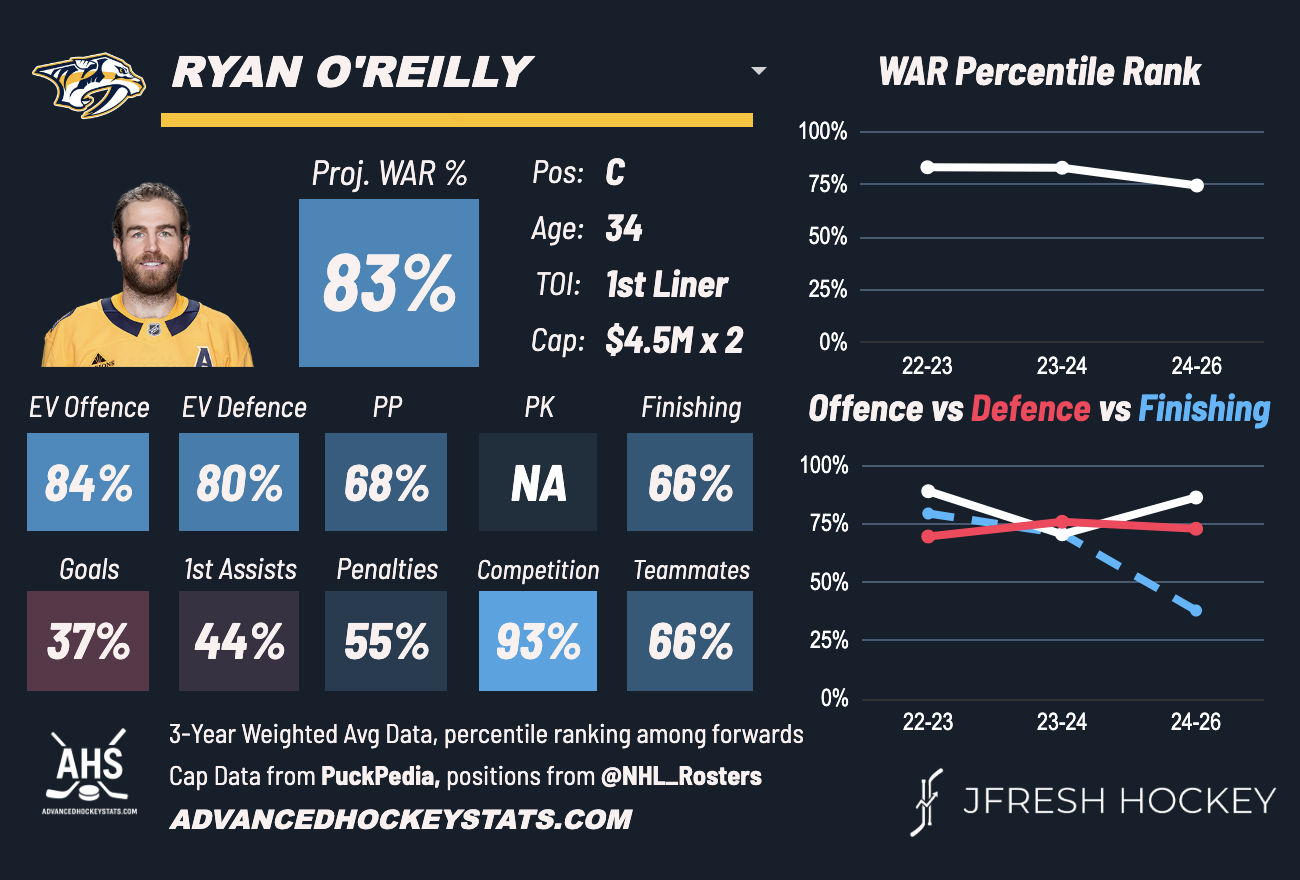 RYAN O'REILLY
Proj. WAR %
83%
Pos: C
Age: 34
TOI: 1st Liner
Cap: $4.5M x 2
A
EV Offence EV Defence PP PK Finishing
84% 80% 68% NA 66%
Goals 1st Assists Penalties Competition Teammates
37% 44% 55% 93% 66%
WAR Percentile Rank
100%
75%
50%
25%
0%
22-23 23-24 24-26
Offence vs Defence vs Finishing
100%
75%
50%
25%
0%
22-23 23-24 24-26
AHS
ADVANCEDHOCKEYSTATS.COM
3-Year Weighted Avg Data, percentile ranking among forwards
Cap Data from PuckPedia, positions from @NHL_Rosters
ADVANCEDHOCKEYSTATS.COM
JFRESH HOCKEY